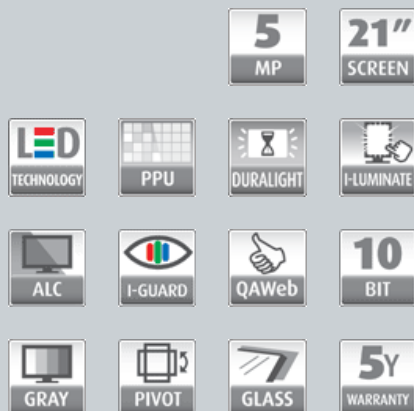 5
MP
21"
SCREEN
LED
TECHNOLOGY
PPU
DURALIGHT
I-LUMINATE
ALC
I-GUARD
QAWeb
10
BIT
GRAY
PIVOT
GLASS
5Y
WARRANTY